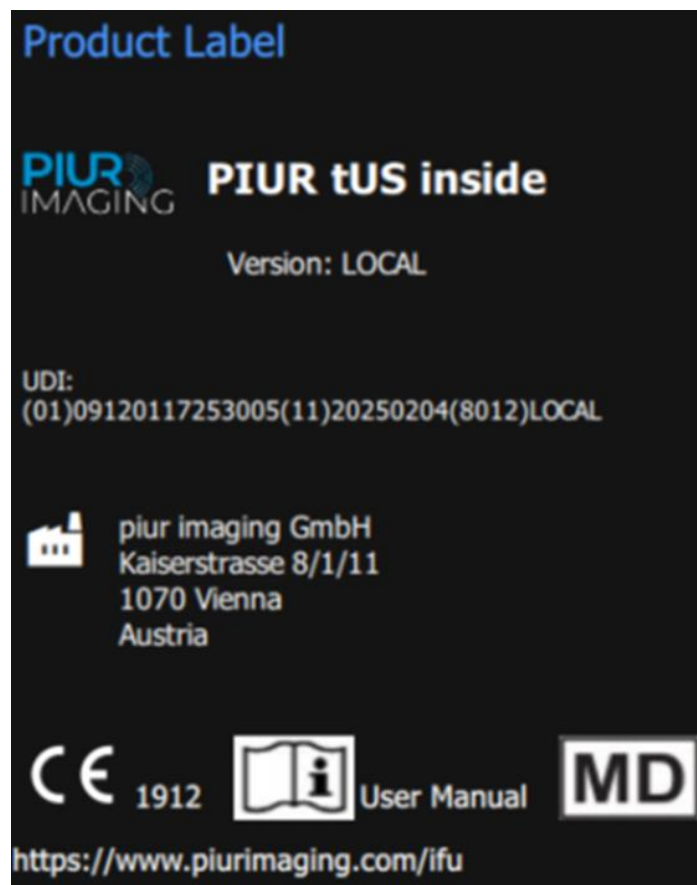 Product Label
PIUR
IMAGING
PIUR tUS inside
Version: LOCAL
UDI:
(01)09120117253005(11)20250204(8012)LOCAL
piur imaging GmbH
Kaiserstrasse 8/1/11
1070 Vienna
Austria
CE 1912 i User Manual MD
https://www.piurimaging.com/ifu